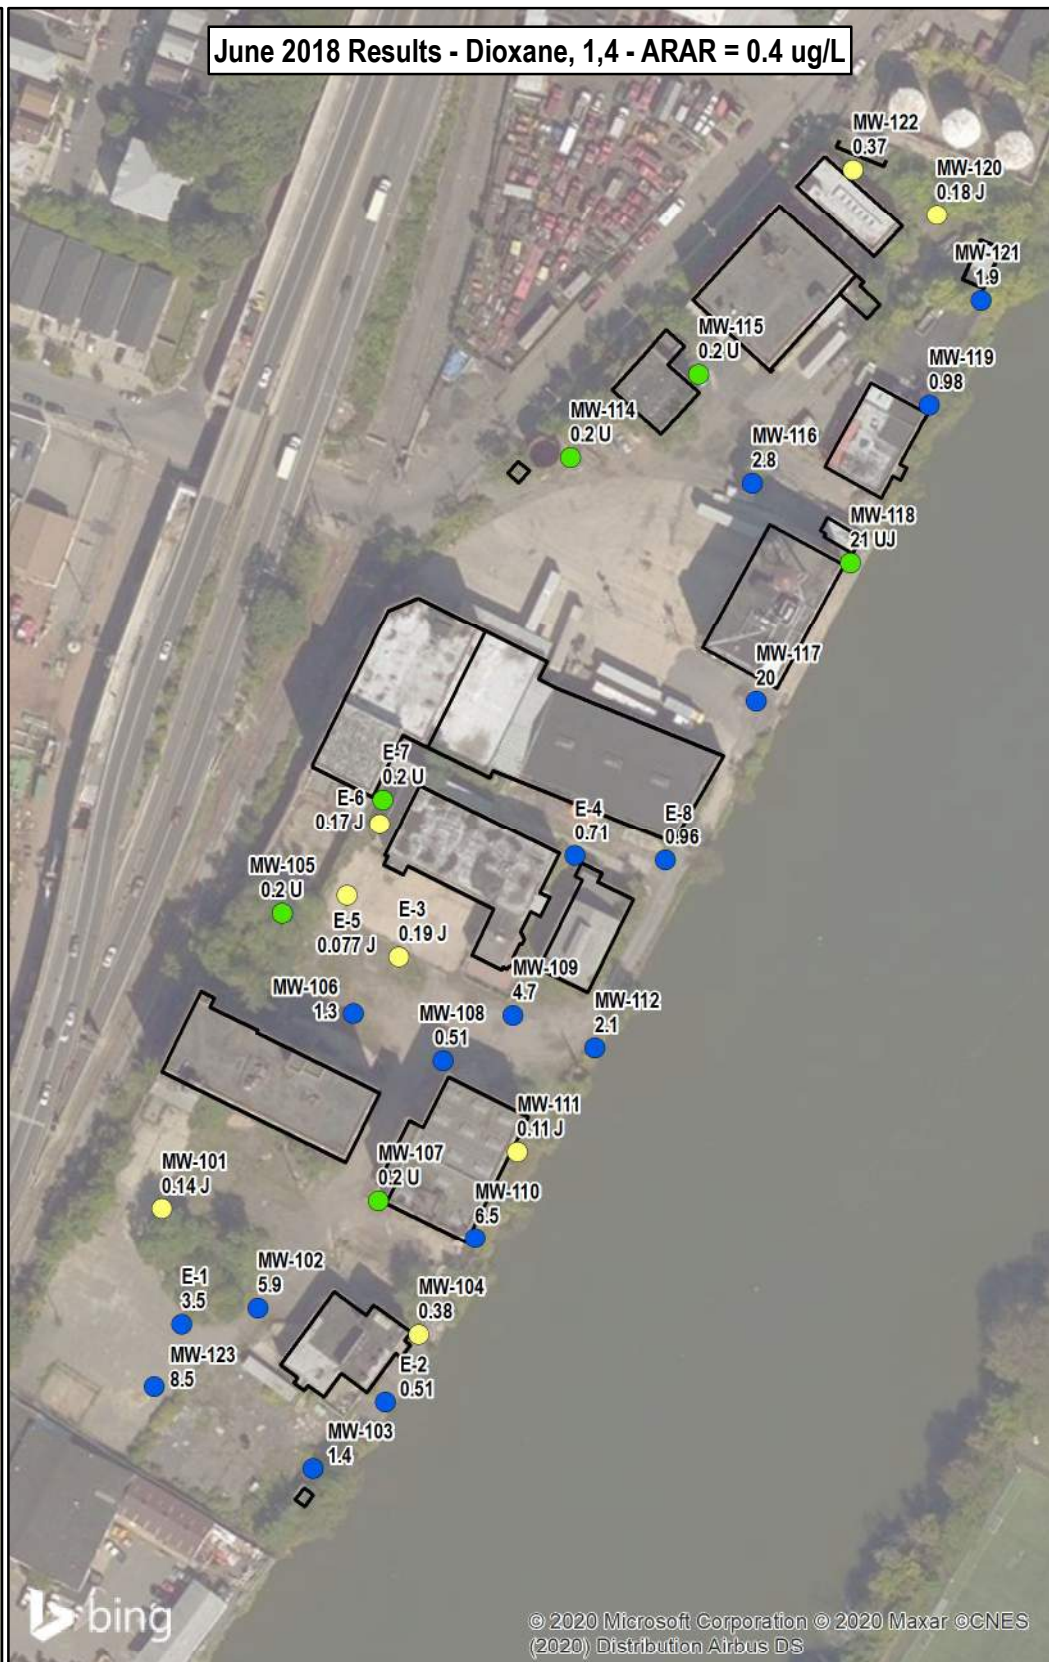 June 2018 Results - Dioxane, 1,4 - ARAR = 0.4 ug/L
MW-122
0.37
MW-120
0.18 J
MW-121
1.9
MW-115
0.2 U
MW-119
0.98
MW-114
0.2 U
MW-116
2.8
MW-118
21 UJ
MW-117
20
E-7
0.2 U
E-6
0.17 J
E-4
0.71
E-8
0.96
MW-105
0.2 U
E-5
0.077 J
E-3
0.19 J
MW-109
4.7
MW-106
1.3
MW-108
0.51
MW-112
2.1
MW-111
0.11 J
MW-107
0.2 U
MW-101
0.14 J
MW-110
6.5
MW-102
5.9
E-1
3.5
MW-104
0.38
MW-123
8.5
E-2
0.51
MW-103
1.4
bing
© 2020 Microsoft Corporation © 2020 Maxar ©CNES
(2020) Distribution Airbus DS